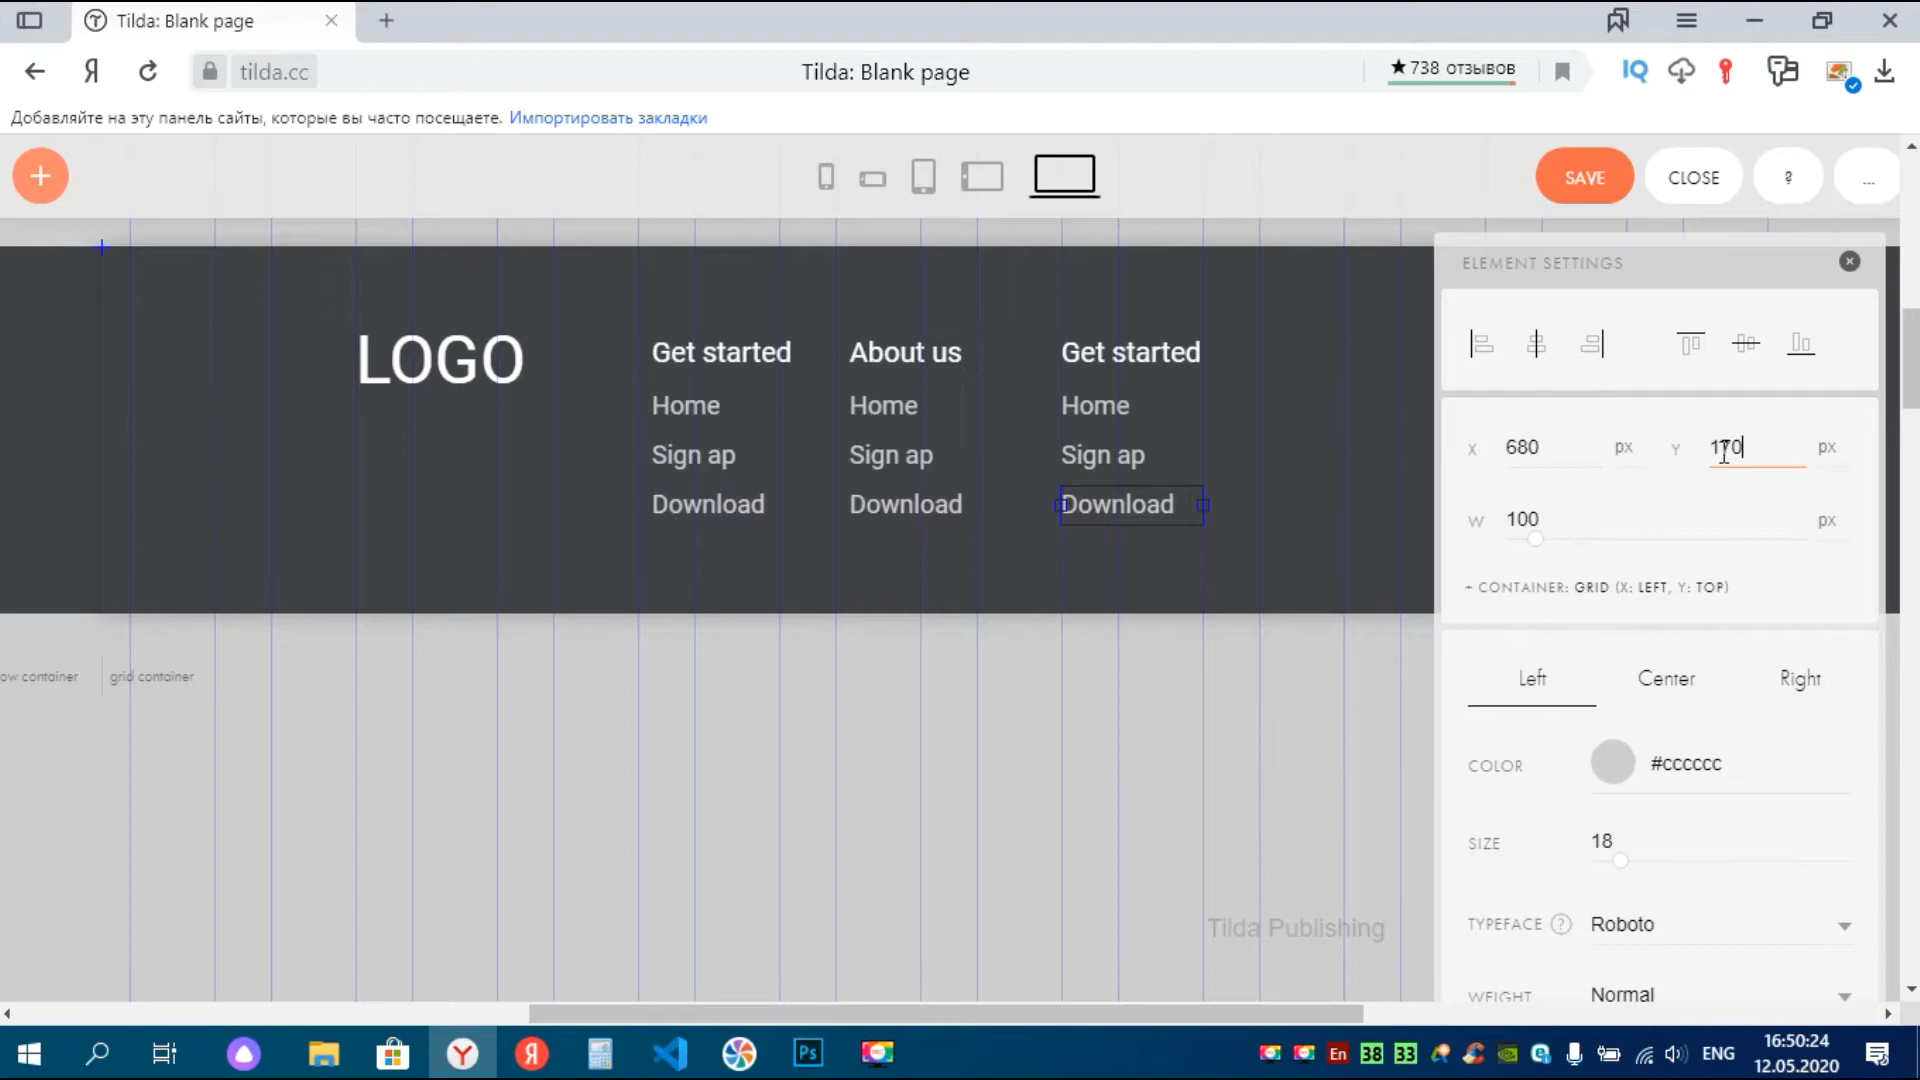 Tilda: Blank page
Я tilda.cc Tilda: Blank page ★738 отзывов IQ
Добавляйте на эту панель сайты, которые вы часто посещаете. Импортировать закладки
SAVE CLOSE ? ...
ELEMENT SETTINGS
LOGO Get started About us Get started
Home Home Home
Sign ap Sign ap Sign ap
Download Download Download
X 680 px Y 170 px
W 100 px
+ CONTAINER: GRID (X: LEFT, Y: TOP)
ow container grid container
Left Center Right
COLOR #cccccc
SIZE 18
TYPEFACE ? Roboto
WEIGHT Normal
Tilda Publishing
Я Ps En 38 33 ENG 16:50:24
12.05.2020